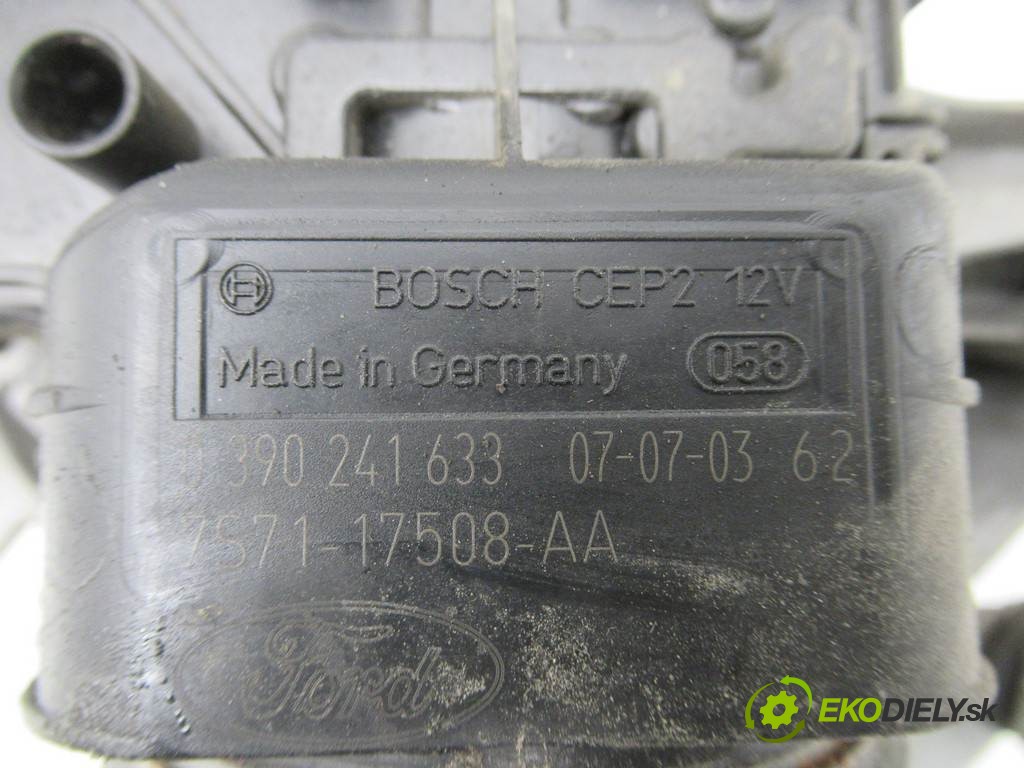 BOSCH CEP2 12V
Made in Germany 058
0 390 241 633 07-07-03 62
7S71-17508-AA
Ford
EKODIELY.sk